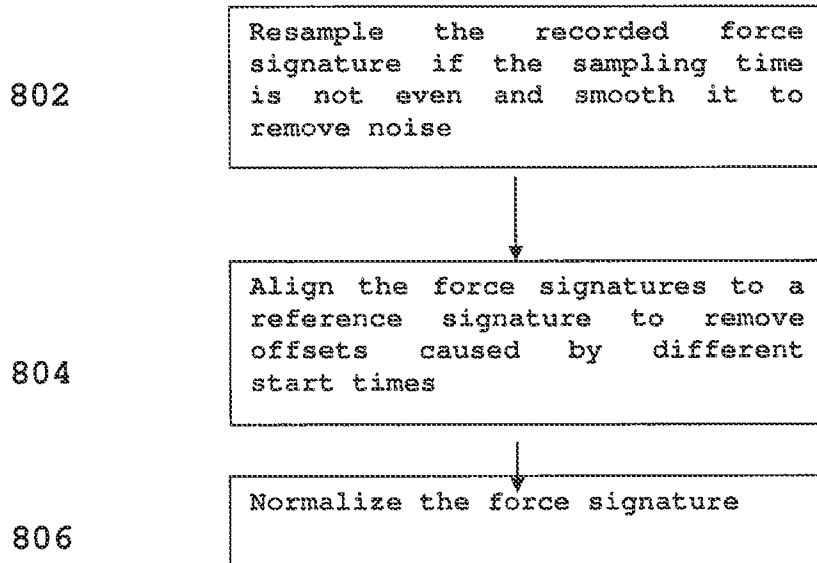 802
Resample the recorded force
signature if the sampling time
is not even and smooth it to
remove noise
804
Align the force signatures to a
reference signature to remove
offsets caused by different
start times
806
Normalize the force signature